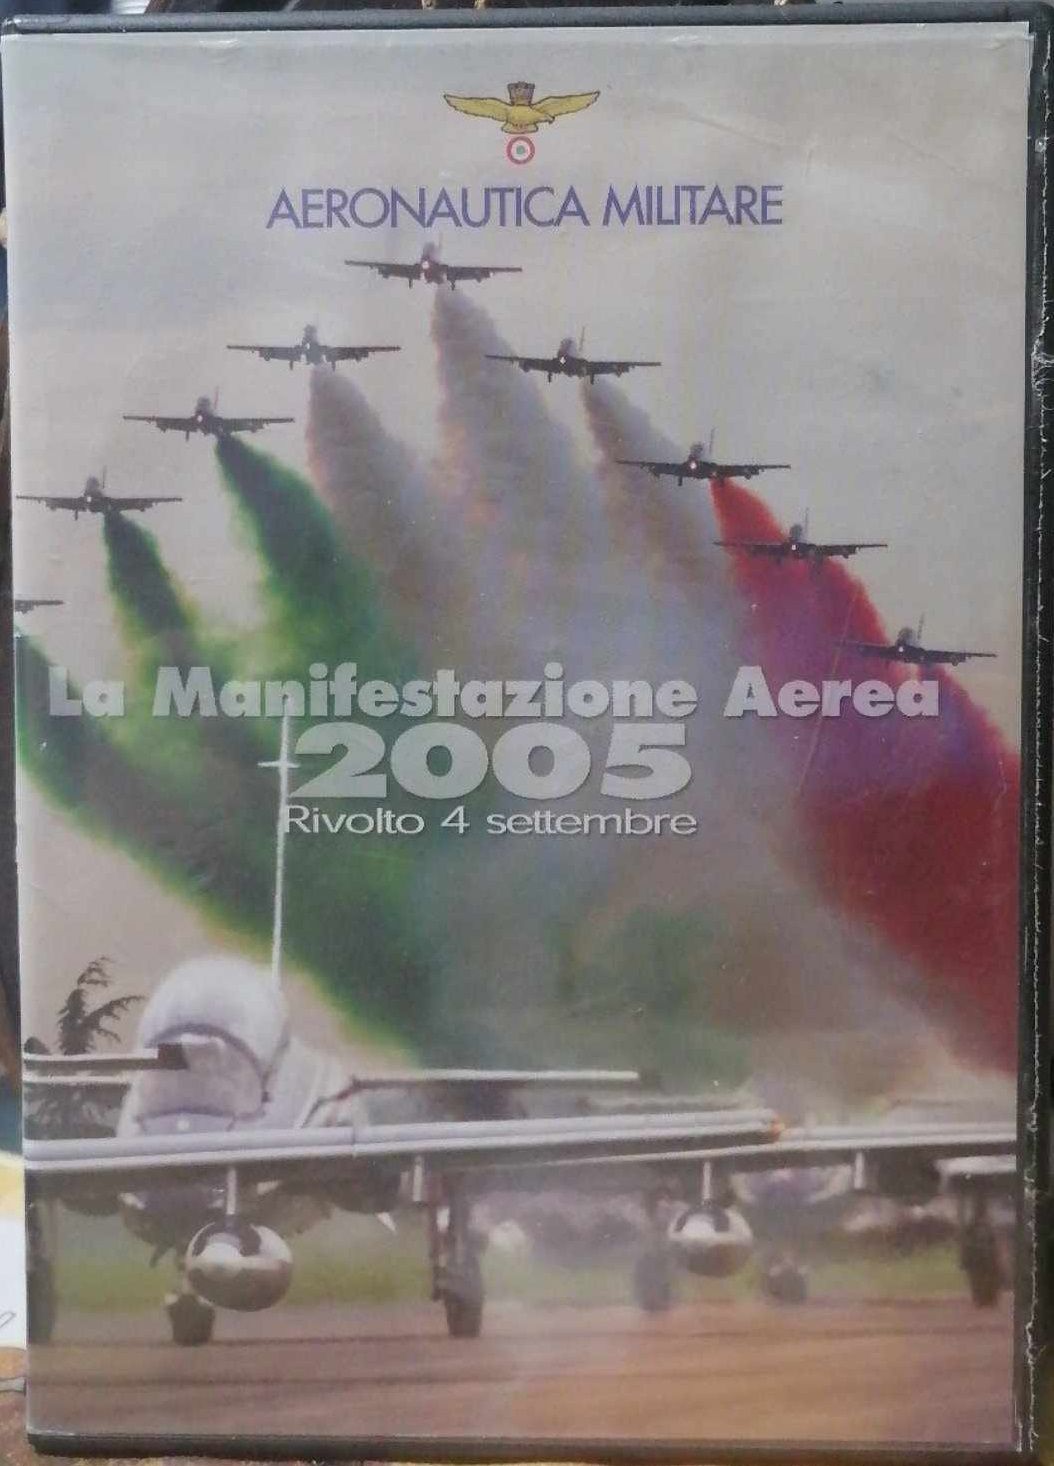 AERONAUTICA MILITARE
La Manifestazione Aerea
2005
Rivolto 4 settembre